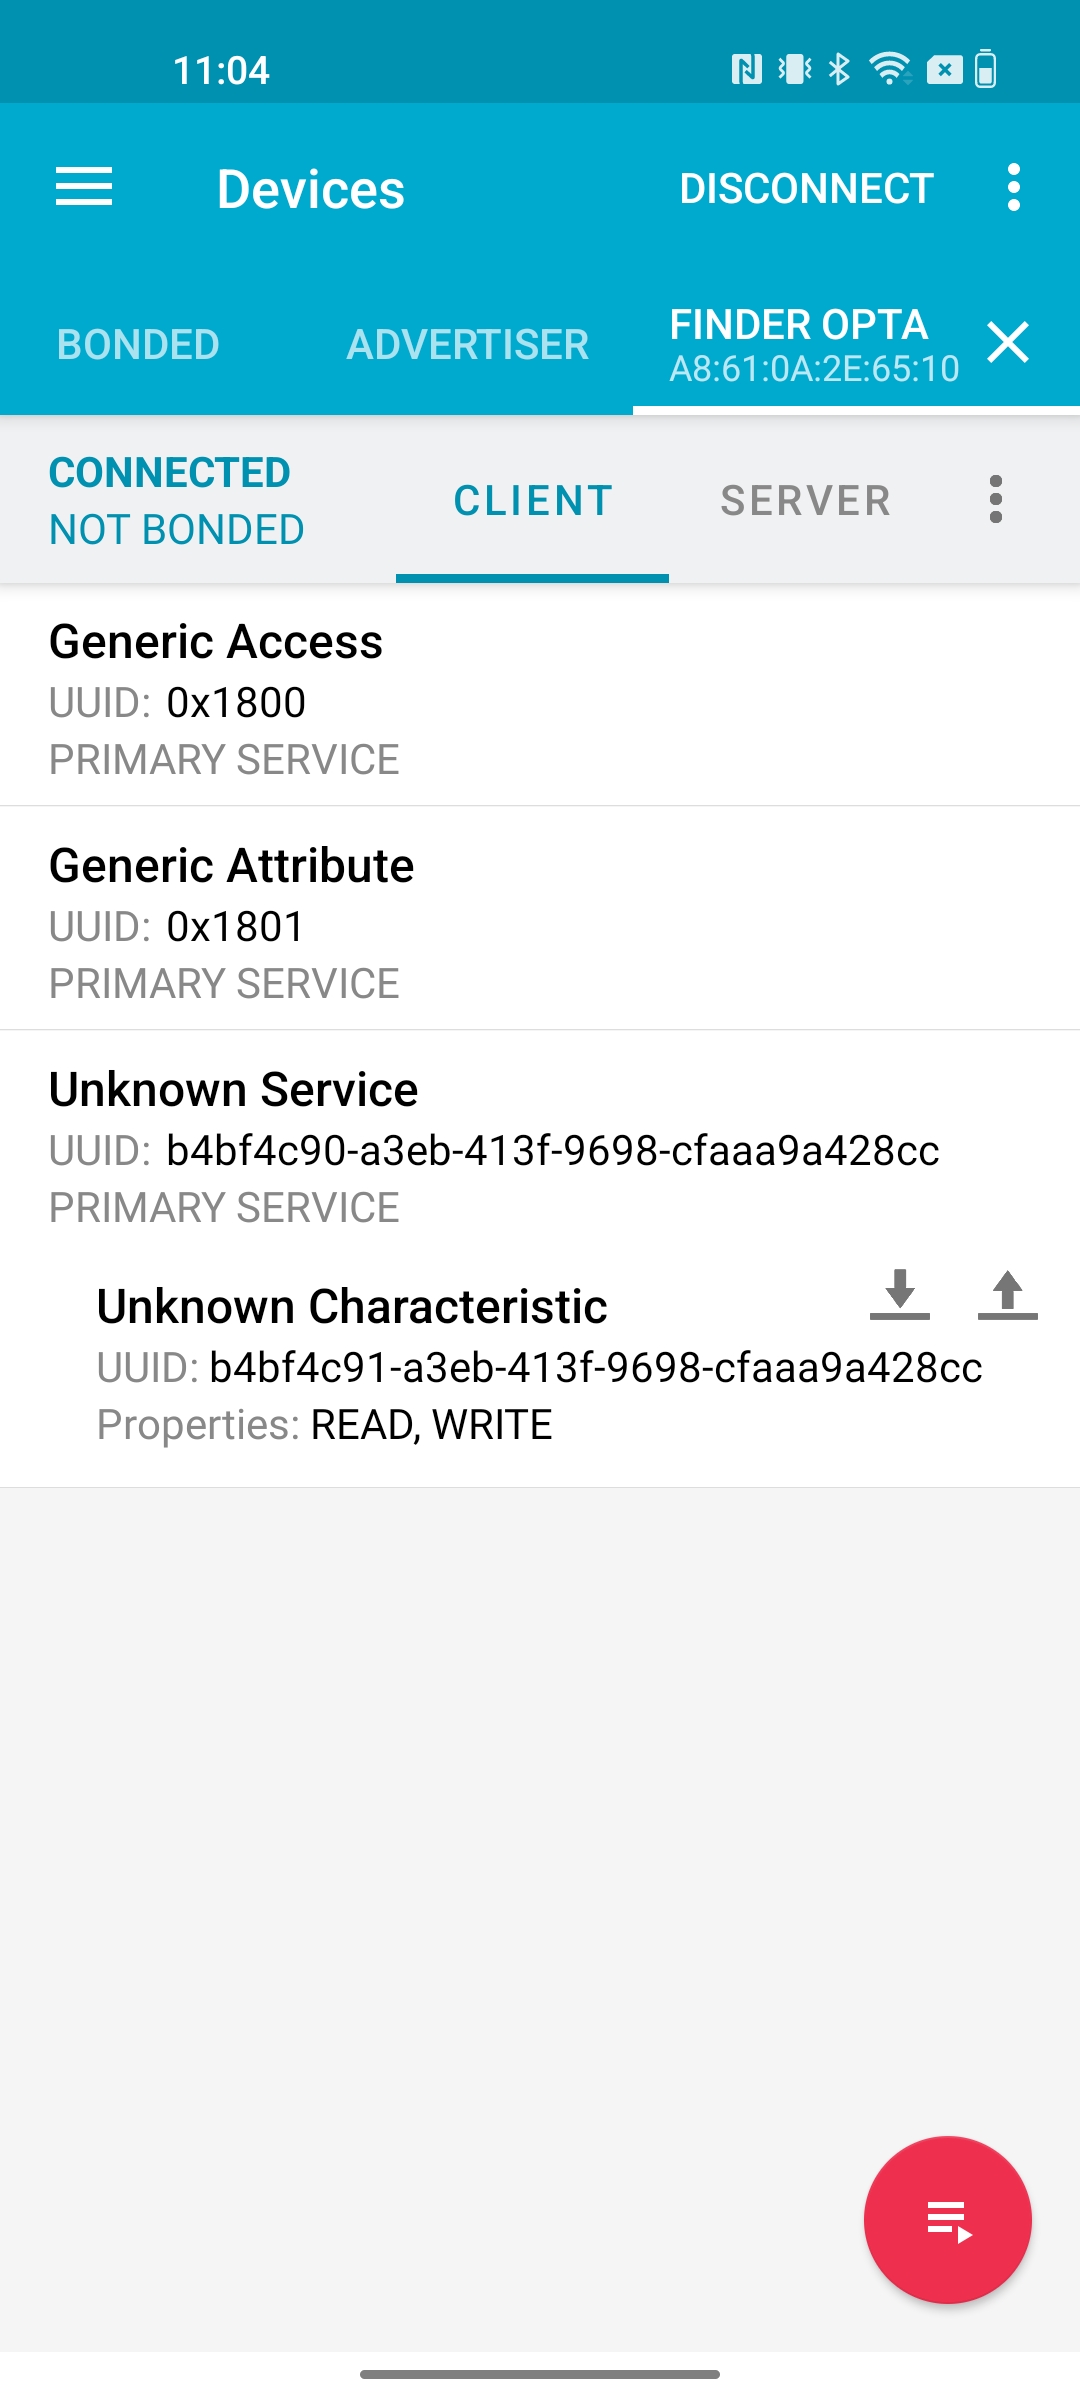 11:04
Devices
DISCONNECT
BONDED
ADVERTISER
FINDER OPTA
A8:61:0A:2E:65:10
CONNECTED
NOT BONDED
CLIENT
SERVER
Generic Access
UUID: 0x1800
PRIMARY SERVICE
Generic Attribute
UUID: 0x1801
PRIMARY SERVICE
Unknown Service
UUID: b4bf4c90-a3eb-413f-9698-cfaaa9a428cc
PRIMARY SERVICE
Unknown Characteristic
UUID: b4bf4c91-a3eb-413f-9698-cfaaa9a428cc
Properties: READ, WRITE